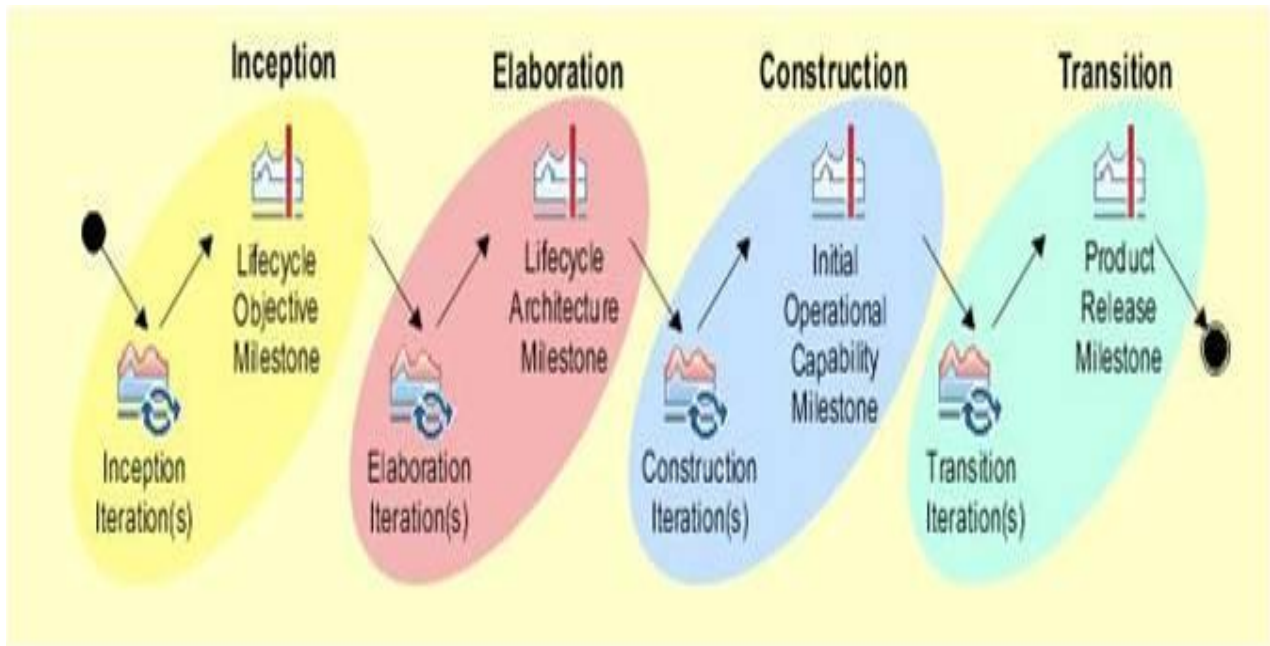 Inception
Lifecycle
Objective
Milestone
Inception
Iteration(s)
Elaboration
Lifecycle
Architecture
Milestone
Elaboration
Iteration(s)
Construction
Initial
Operational
Capability
Milestone
Construction
Iteration(s)
Transition
Product
Release
Milestone
Transition
Iteration(s)